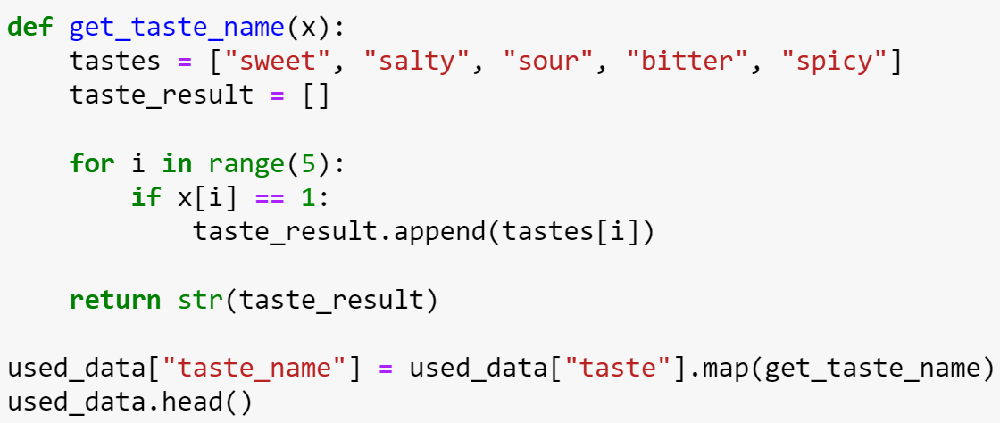 def get_taste_name(x):
    tastes = ["sweet", "salty", "sour", "bitter", "spicy"]
    taste_result = []

    for i in range(5):
        if x[i] == 1:
            taste_result.append(tastes[i])

    return str(taste_result)

used_data["taste_name"] = used_data["taste"].map(get_taste_name)
used_data.head()